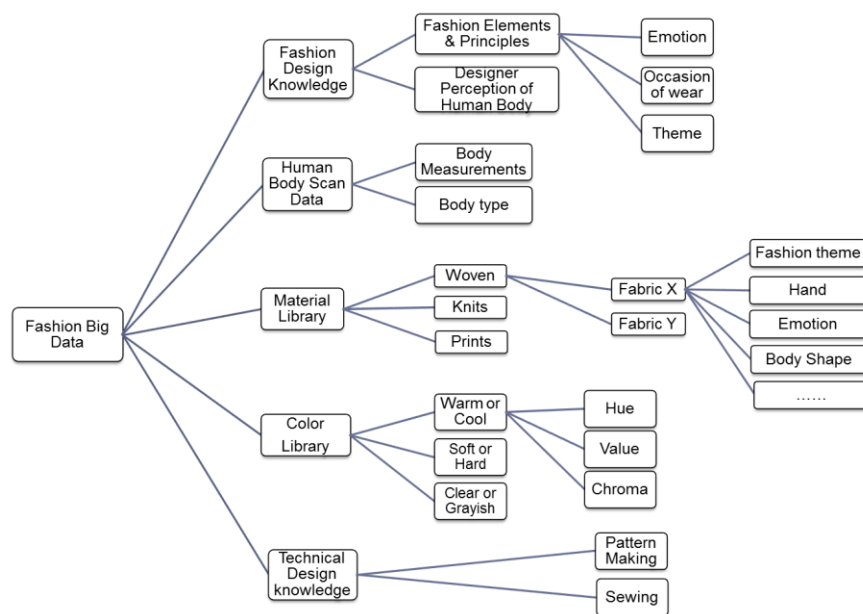 Fashion Big
Data
Fashion
Design
Knowledge
Fashion Elements
& Principles
Emotion
Occasion
of wear
Theme
Designer
Perception of
Human Body
Human
Body Scan
Data
Body
Measurements
Body type
Material
Library
Woven
Fabric X
Fashion theme
Hand
Emotion
Body Shape
……
Fabric Y
Knits
Prints
Color
Library
Warm or
Cool
Hue
Value
Chroma
Soft or
Hard
Clear or
Grayish
Technical
Design
knowledge
Pattern
Making
Sewing